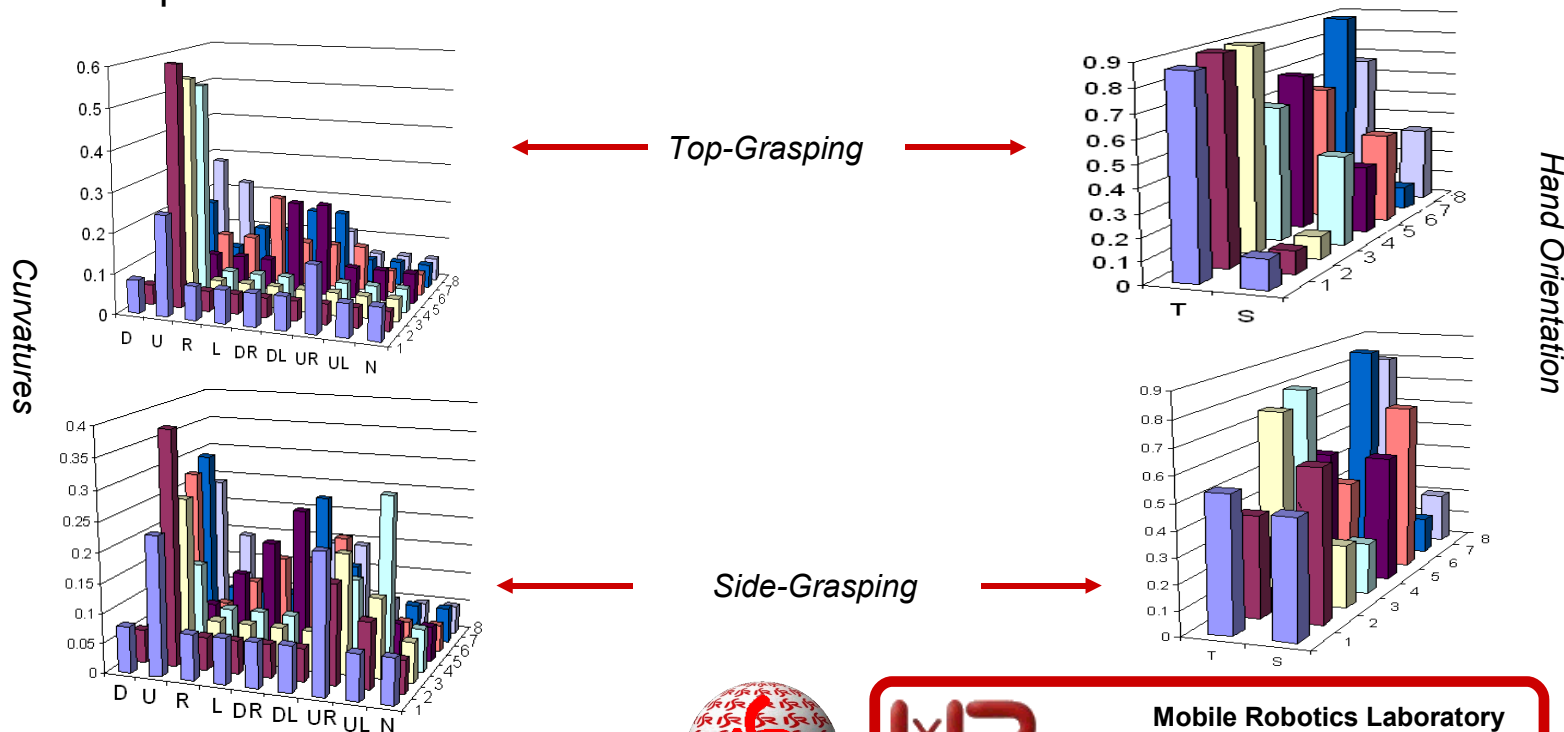 0.6
0.5
0.4
0.3
0.2
0.1
0
D U R L DR DL UR UL N
1 2 3 4 5 6 7 8
Top-Grasping
0.9
0.8
0.7
0.6
0.5
0.4
0.3
0.2
0.1
0
T S
1 2 3 4 5 6 7 8
Curvatures
Hand Orientation
0.4
0.35
0.3
0.25
0.2
0.15
0.1
0.05
0
D U R L DR DL UR UL N
1 2 3 4 5 6 7 8
Side-Grasping
0.9
0.8
0.7
0.6
0.5
0.4
0.3
0.2
0.1
0
T S
1 2 3 4 5 6 7 8
Mobile Robotics Laboratory